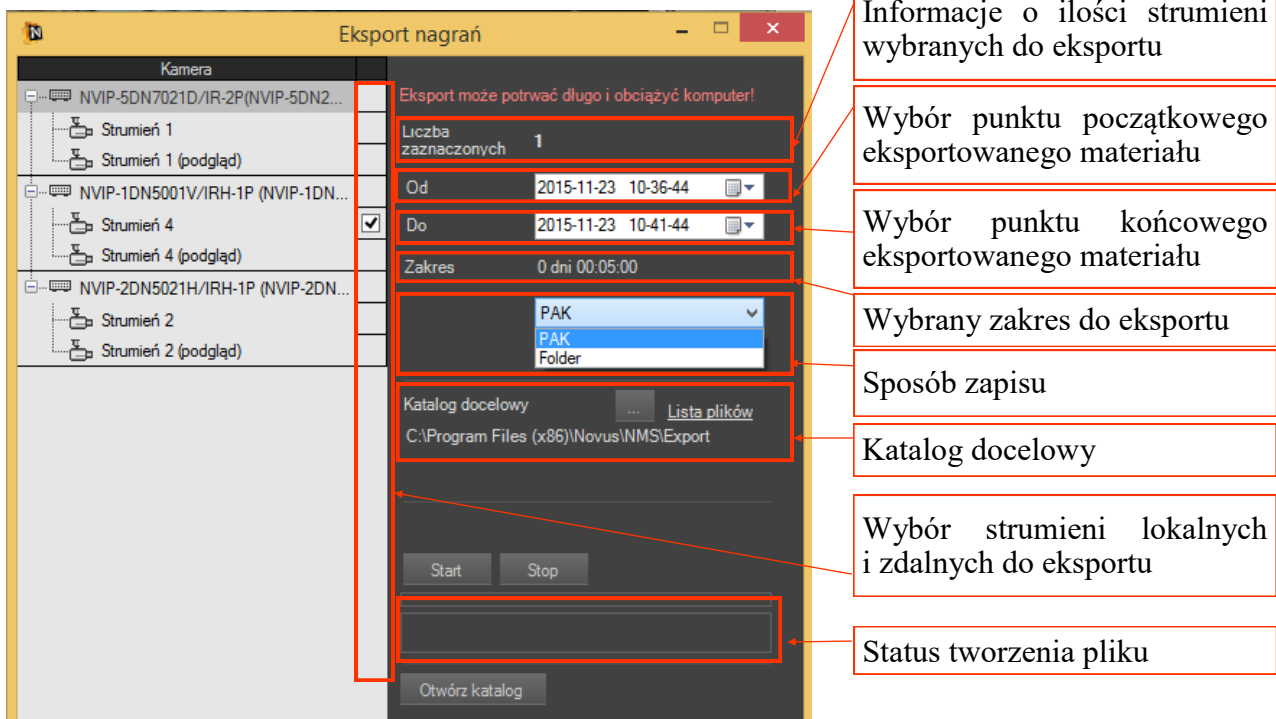 Eksport nagrań
Kamera
NVIP-5DN7021D/IR-2P(NVIP-5DN2...
Strumień 1
Strumień 1 (podgląd)
NVIP-1DN5001V/IRH-1P (NVIP-1DN...
Strumień 4
Strumień 4 (podgląd)
NVIP-2DN5021H/IRH-1P (NVIP-2DN...
Strumień 2
Strumień 2 (podgląd)
Eksport może potrwać długo i obciążyć komputer!
Liczba
zaznaczonych 1
Od 2015-11-23 10-36-44
Do 2015-11-23 10-41-44
Zakres 0 dni 00:05:00
PAK
PAK
Folder
Katalog docelowy ... Lista plików
C:\Program Files (x86)\Novus\NMS\Export
Start Stop
Otwórz katalog
Informacje o ilości strumieni
wybranych do eksportu
Wybór punktu początkowego
eksportowanego materiału
Wybór punktu końcowego
eksportowanego materiału
Wybrany zakres do eksportu
Sposób zapisu
Katalog docelowy
Wybór strumieni lokalnych
i zdalnych do eksportu
Status tworzenia pliku